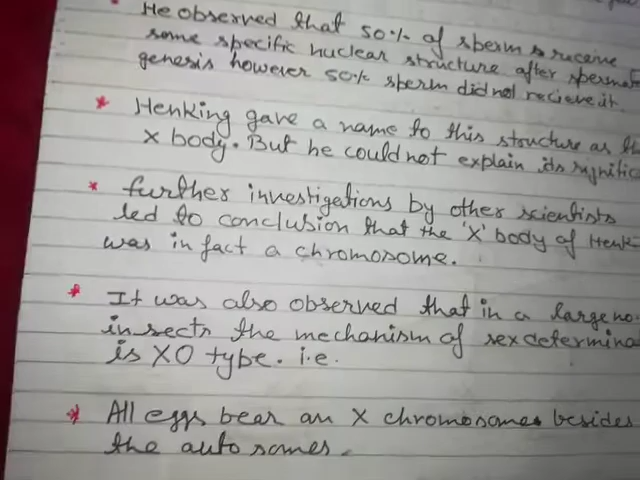 He observed that 50% of sperm receive
some specific nuclear structure after spermat
genesis however 50% sperm did not recieve it.
* Henking gave a name to this structure as th
X body. But he could not explain its signific
* further investigations by other scientists
led to conclusion that the 'X' body of Henk
was in fact a chromosome.
* It was also observed that in a large no.
insects the mechanism of sex determina
is XO type. i.e.
* All eggs bear an X chromosomes besides
the autosomes.